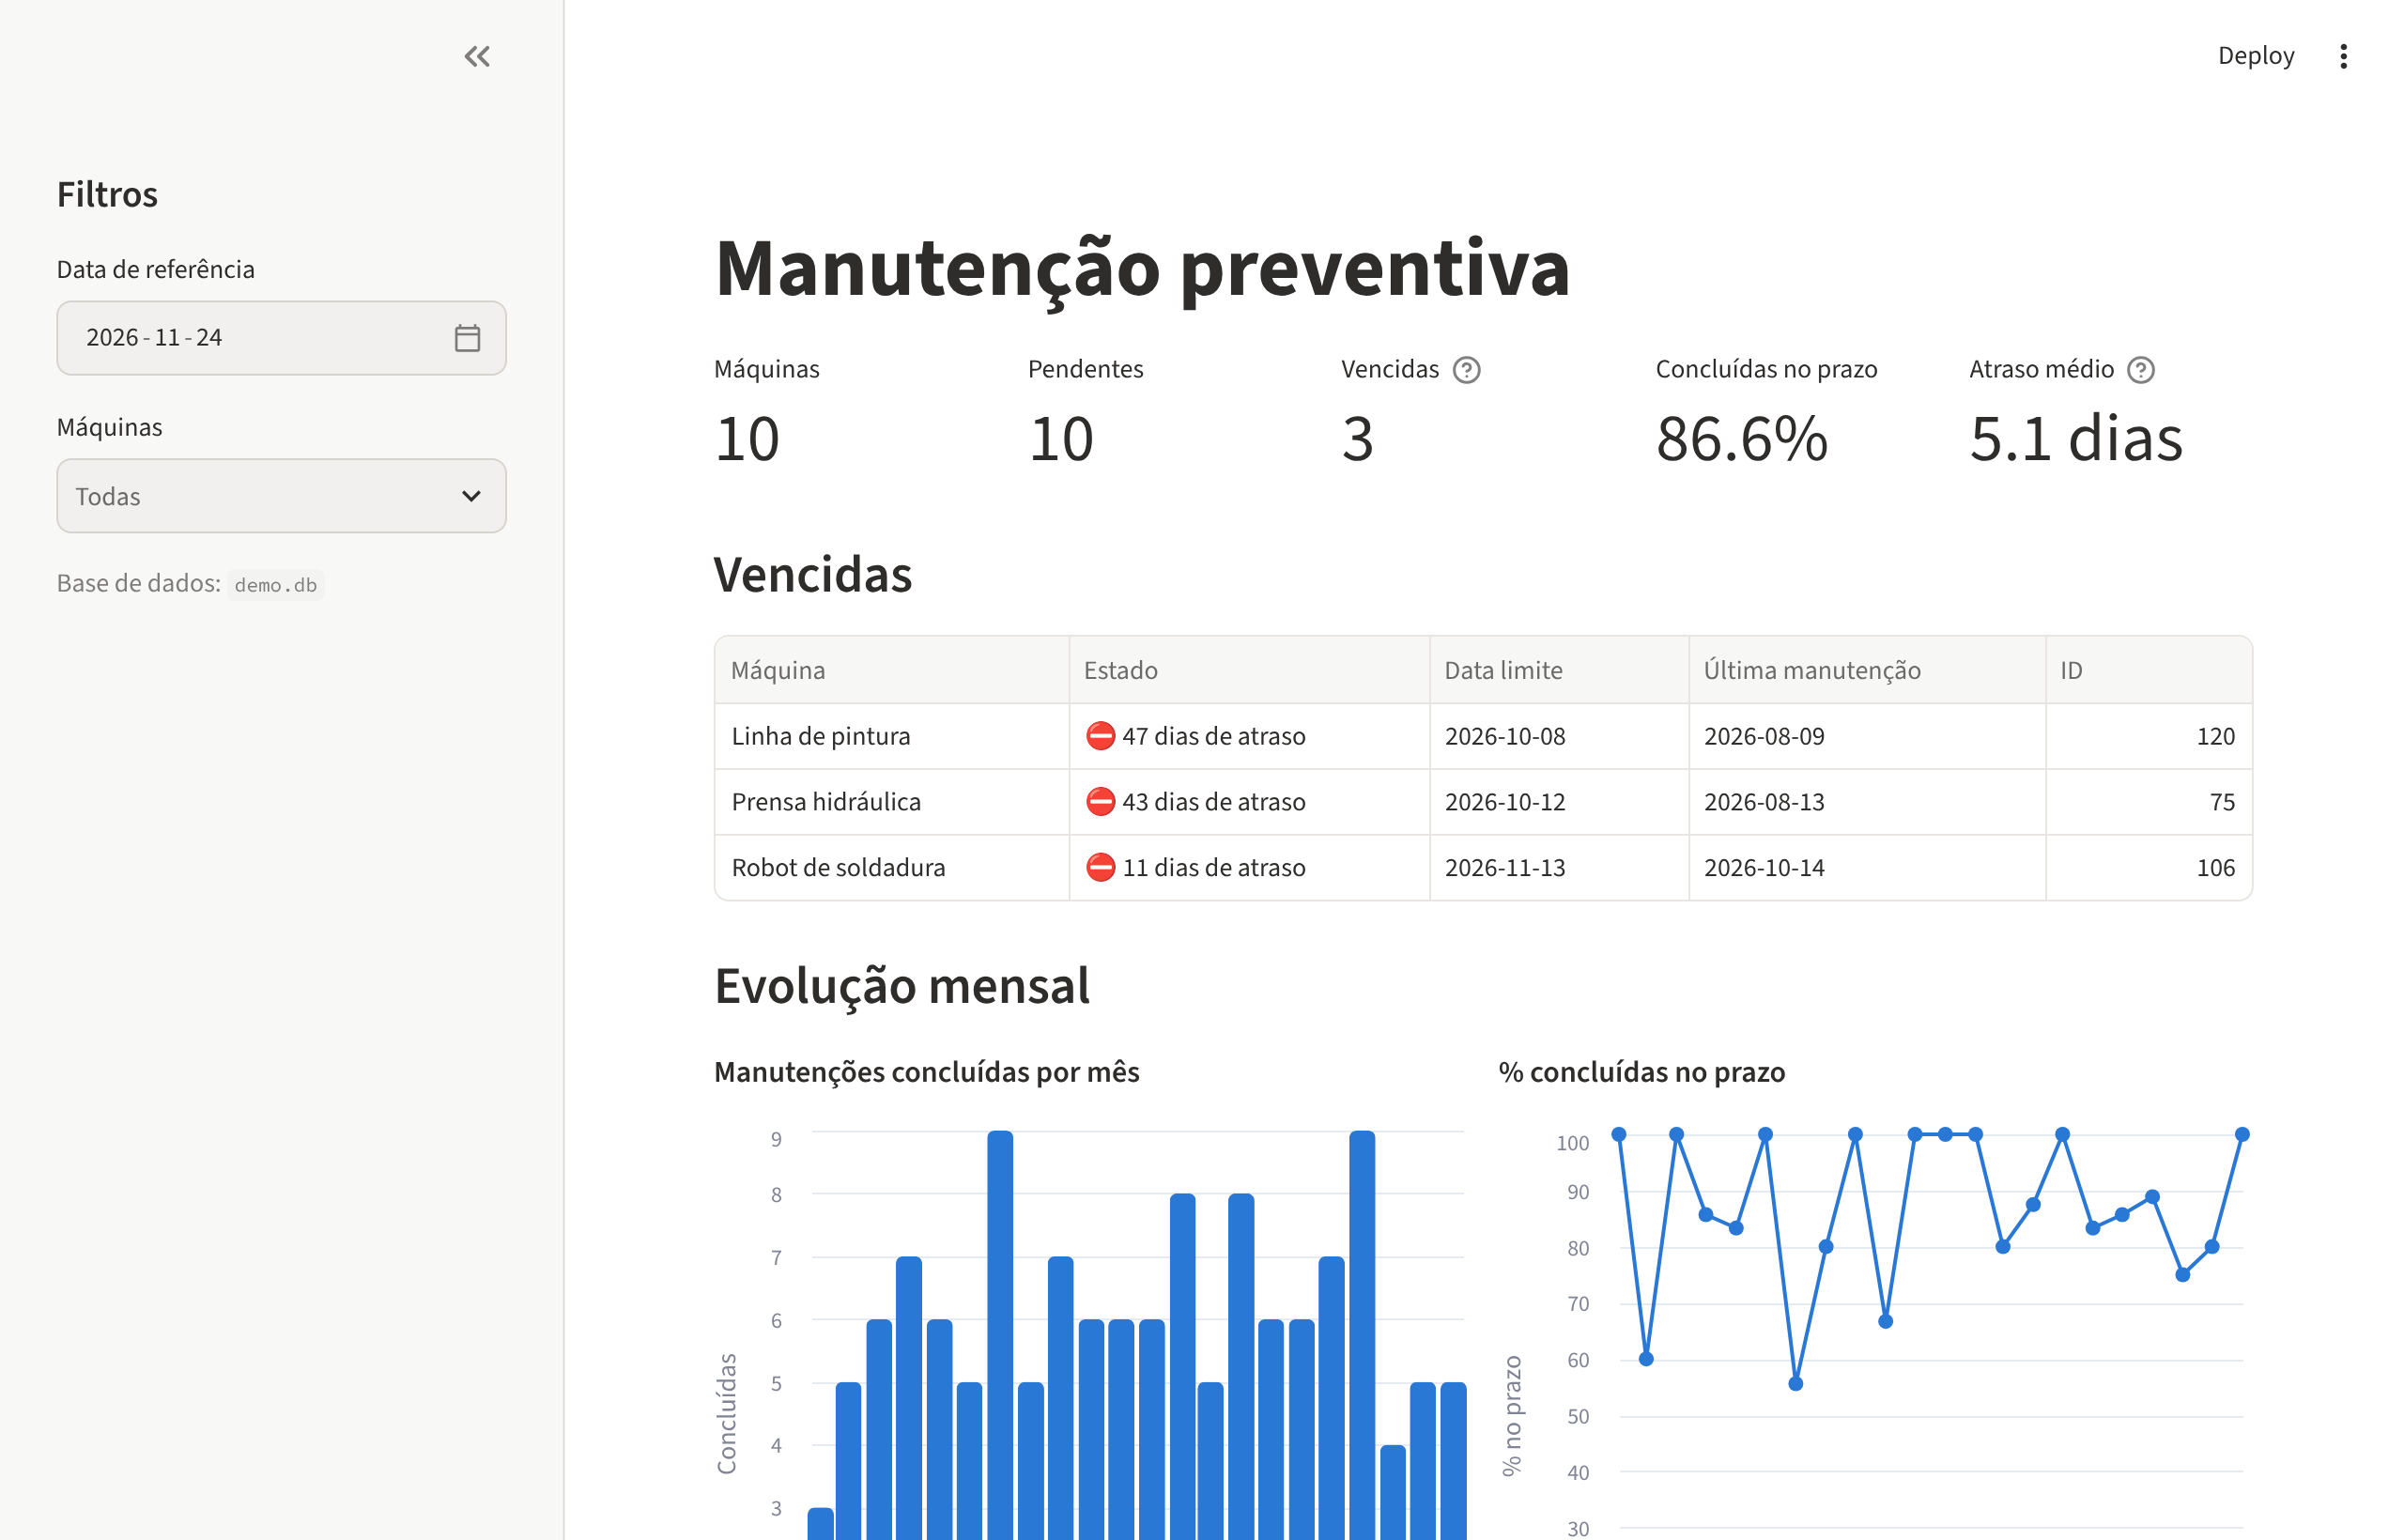 Deploy
Filtros
Data de referência
2026-11-24
Máquinas
Todas
Base de dados: demo.db
Manutenção preventiva
Máquinas
10
Pendentes
10
Vencidas
3
Concluídas no prazo
86.6%
Atraso médio
5.1 dias
Vencidas
Máquina Estado Data limite Última manutenção ID
Linha de pintura 47 dias de atraso 2026-10-08 2026-08-09 120
Prensa hidráulica 43 dias de atraso 2026-10-12 2026-08-13 75
Robot de soldadura 11 dias de atraso 2026-11-13 2026-10-14 106
Evolução mensal
Manutenções concluídas por mês
Concluídas
9
8
7
6
5
4
3
% concluídas no prazo
% no prazo
100
90
80
70
60
50
40
30